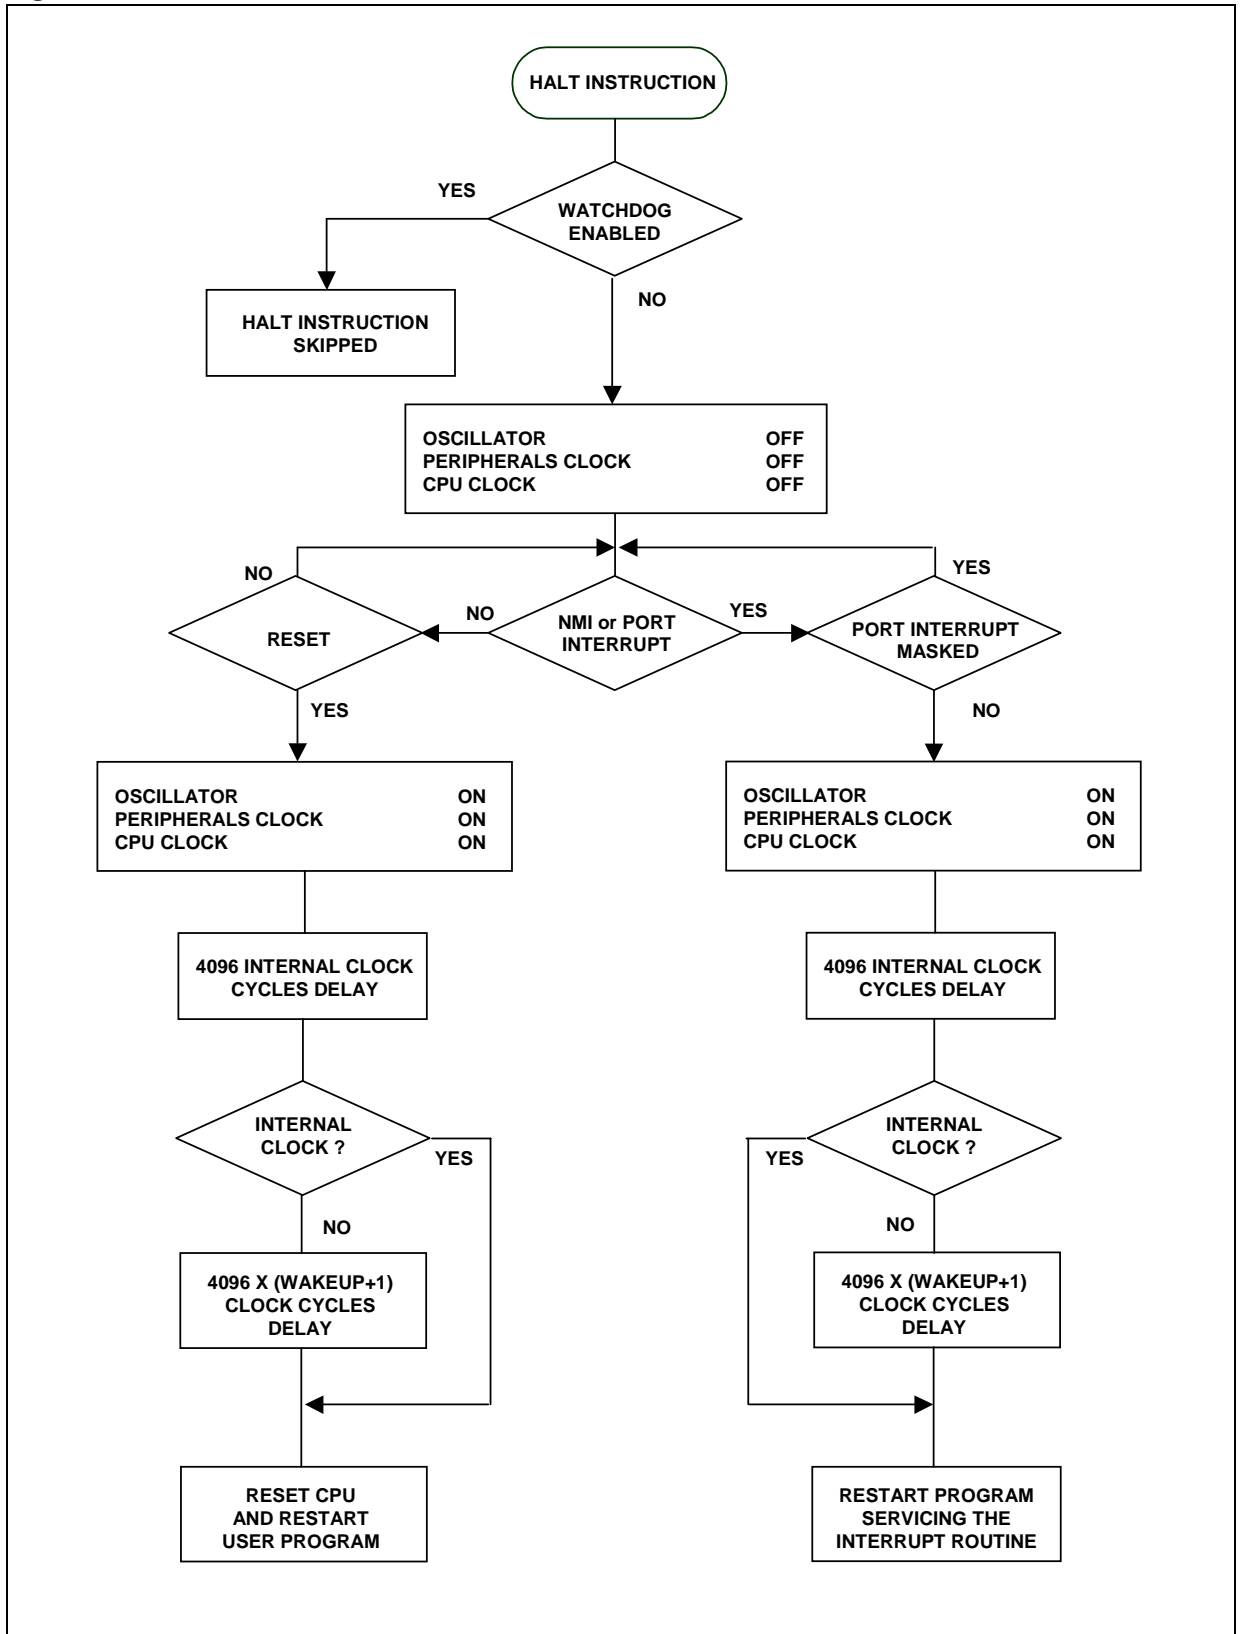 HALT INSTRUCTION
YES
WATCHDOG
ENABLED
NO
HALT INSTRUCTION
SKIPPED
OSCILLATOR OFF
PERIPHERALS CLOCK OFF
CPU CLOCK OFF
NO
YES
NO
NMI or PORT
INTERRUPT
YES
RESET
PORT INTERRUPT
MASKED
YES
NO
OSCILLATOR ON
PERIPHERALS CLOCK ON
CPU CLOCK ON
OSCILLATOR ON
PERIPHERALS CLOCK ON
CPU CLOCK ON
4096 INTERNAL CLOCK
CYCLES DELAY
4096 INTERNAL CLOCK
CYCLES DELAY
INTERNAL
CLOCK ?
YES
INTERNAL
CLOCK ?
YES
NO
NO
4096 X (WAKEUP+1)
CLOCK CYCLES
DELAY
4096 X (WAKEUP+1)
CLOCK CYCLES
DELAY
RESET CPU
AND RESTART
USER PROGRAM
RESTART PROGRAM
SERVICING THE
INTERRUPT ROUTINE